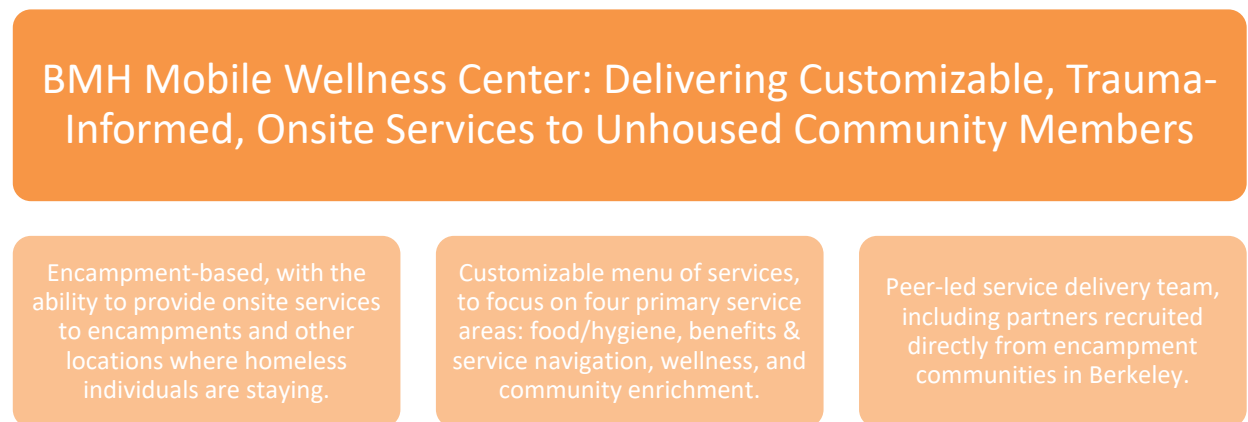 BMH Mobile Wellness Center: Delivering Customizable, Trauma-
Informed, Onsite Services to Unhoused Community Members
Encampment-based, with the
ability to provide onsite services
to encampments and other
locations where homeless
individuals are staying.
Customizable menu of services,
to focus on four primary service
areas: food/hygiene, benefits &
service navigation, wellness, and
community enrichment.
Peer-led service delivery team,
including partners recruited
directly from encampment
communities in Berkeley.